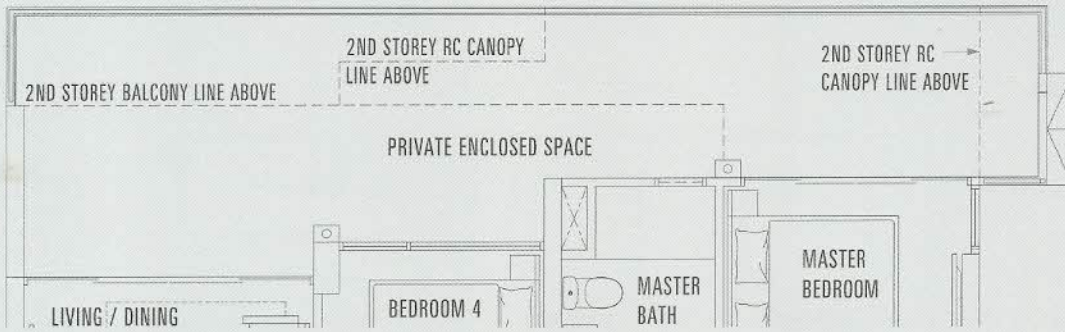 2ND STOREY RC CANOPY
LINE ABOVE
2ND STOREY RC
CANOPY LINE ABOVE
2ND STOREY BALCONY LINE ABOVE
PRIVATE ENCLOSED SPACE
LIVING / DINING
BEDROOM 4
MASTER
BATH
MASTER
BEDROOM